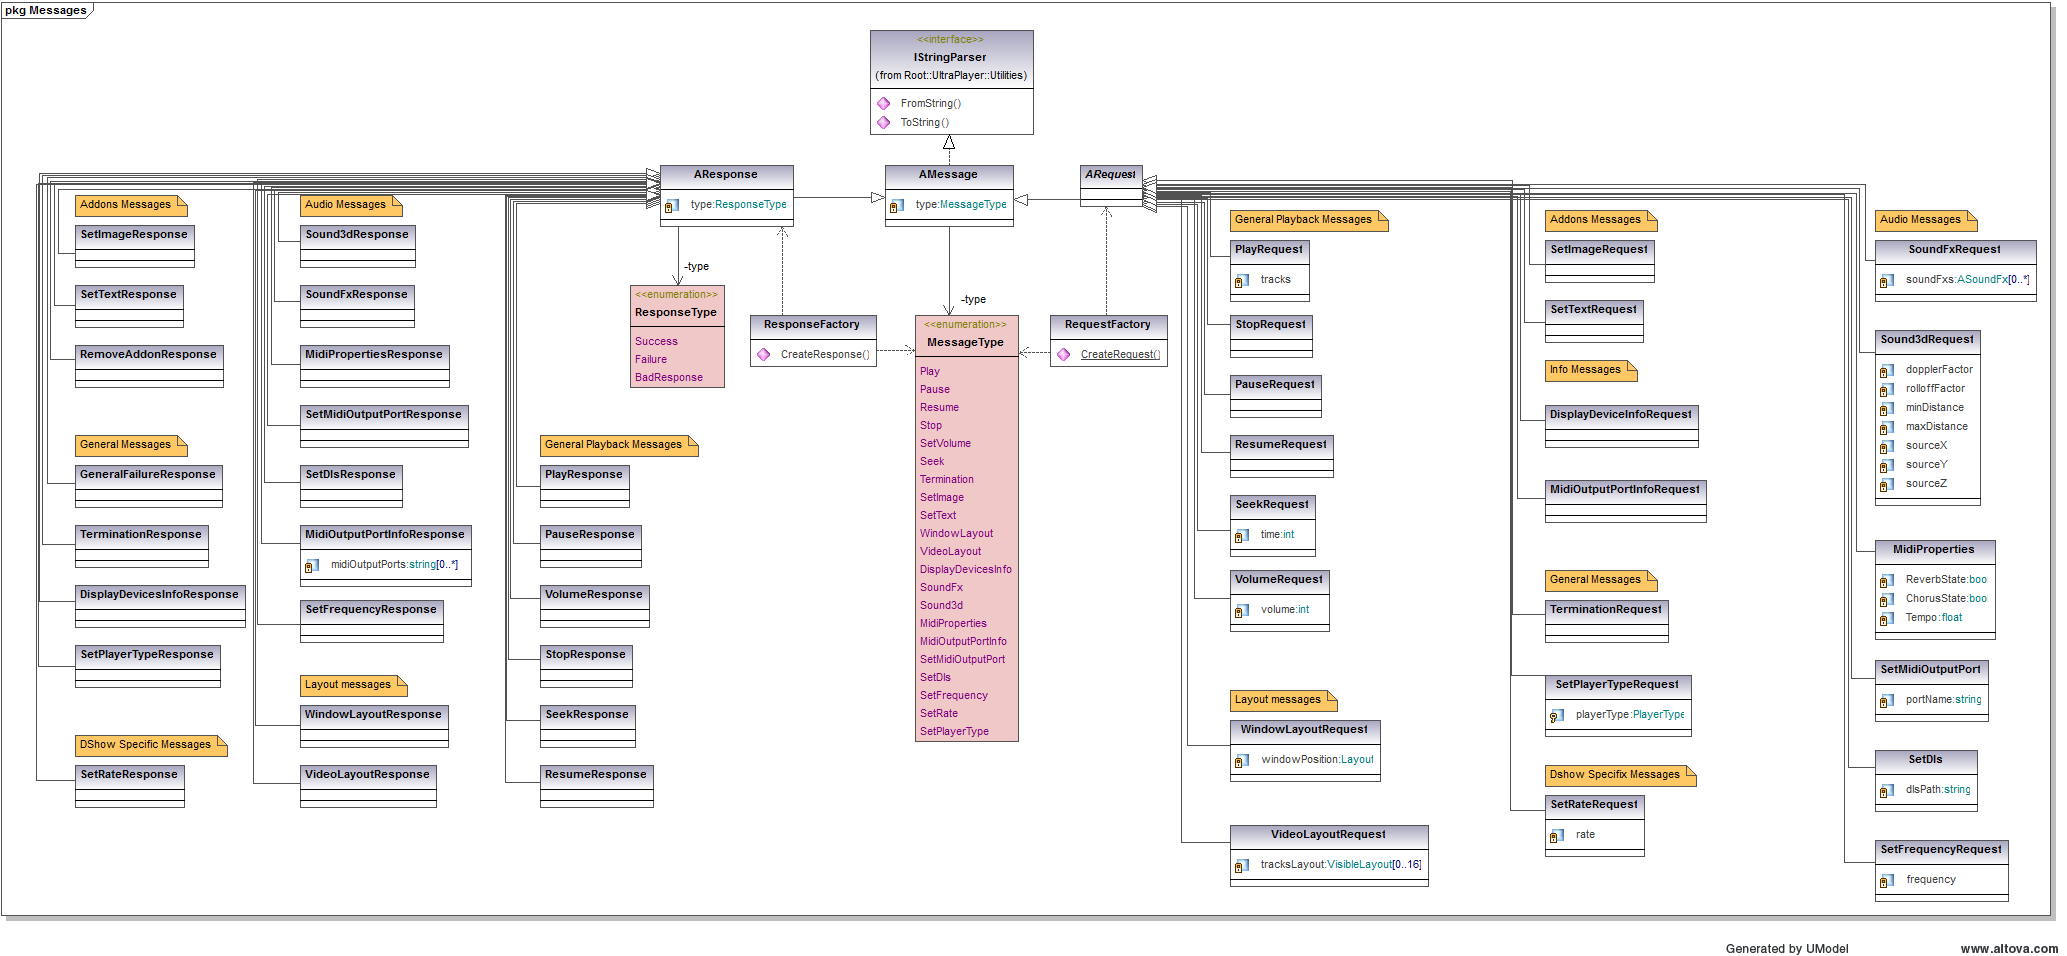 pkg Messages
<<interface>>
IStringParser
(from Root::UltraPlayer::Utilities)
FromString()
ToString()
AResponse
type:ResponseType
AMessage
type:MessageType
ARequest
-type
<<enumeration>>
ResponseType
Success
Failure
BadResponse
ResponseFactory
CreateResponse()
-type
<<enumeration>>
MessageType
Play
Pause
Resume
Stop
SetVolume
Seek
Termination
SetImage
SetText
WindowLayout
VideoLayout
DisplayDevicesInfo
SoundFx
Sound3d
MidiProperties
MidiOutputPortInfo
SetMidiOutputPort
SetDls
SetFrequency
SetRate
SetPlayerType
RequestFactory
CreateRequest()
Addons Messages
SetImageResponse
SetTextResponse
RemoveAddonResponse
General Messages
GeneralFailureResponse
TerminationResponse
DisplayDevicesInfoResponse
SetPlayerTypeResponse
DShow Specific Messages
SetRateResponse
Audio Messages
Sound3dResponse
SoundFxResponse
MidiPropertiesResponse
SetMidiOutputPortResponse
SetDlsResponse
MidiOutputPortInfoResponse
midiOutputPorts:string[0..*]
SetFrequencyResponse
Layout messages
WindowLayoutResponse
VideoLayoutResponse
General Playback Messages
PlayResponse
PauseResponse
VolumeResponse
StopResponse
SeekResponse
ResumeResponse
General Playback Messages
PlayRequest
tracks
StopRequest
PauseRequest
ResumeRequest
SeekRequest
time:int
VolumeRequest
volume:int
Layout messages
WindowLayoutRequest
windowPosition:Layout
VideoLayoutRequest
tracksLayout:VisibleLayout[0..16]
Addons Messages
SetImageRequest
SetTextRequest
Info Messages
DisplayDeviceInfoRequest
MidiOutputPortInfoRequest
General Messages
TerminationRequest
SetPlayerTypeRequest
playerType:PlayerType
Dshow Specifix Messages
SetRateRequest
rate
Audio Messages
SoundFxRequest
soundFxs:ASoundFx[0..*]
Sound3dRequest
dopplerFactor
rolloffFactor
minDistance
maxDistance
sourceX
sourceY
sourceZ
MidiProperties
ReverbState:boo
ChorusState:boo
Tempo:float
SetMidiOutputPort
portName:string
SetDls
dlsPath:string
SetFrequencyRequest
frequency
Generated by UModel
www.altova.com